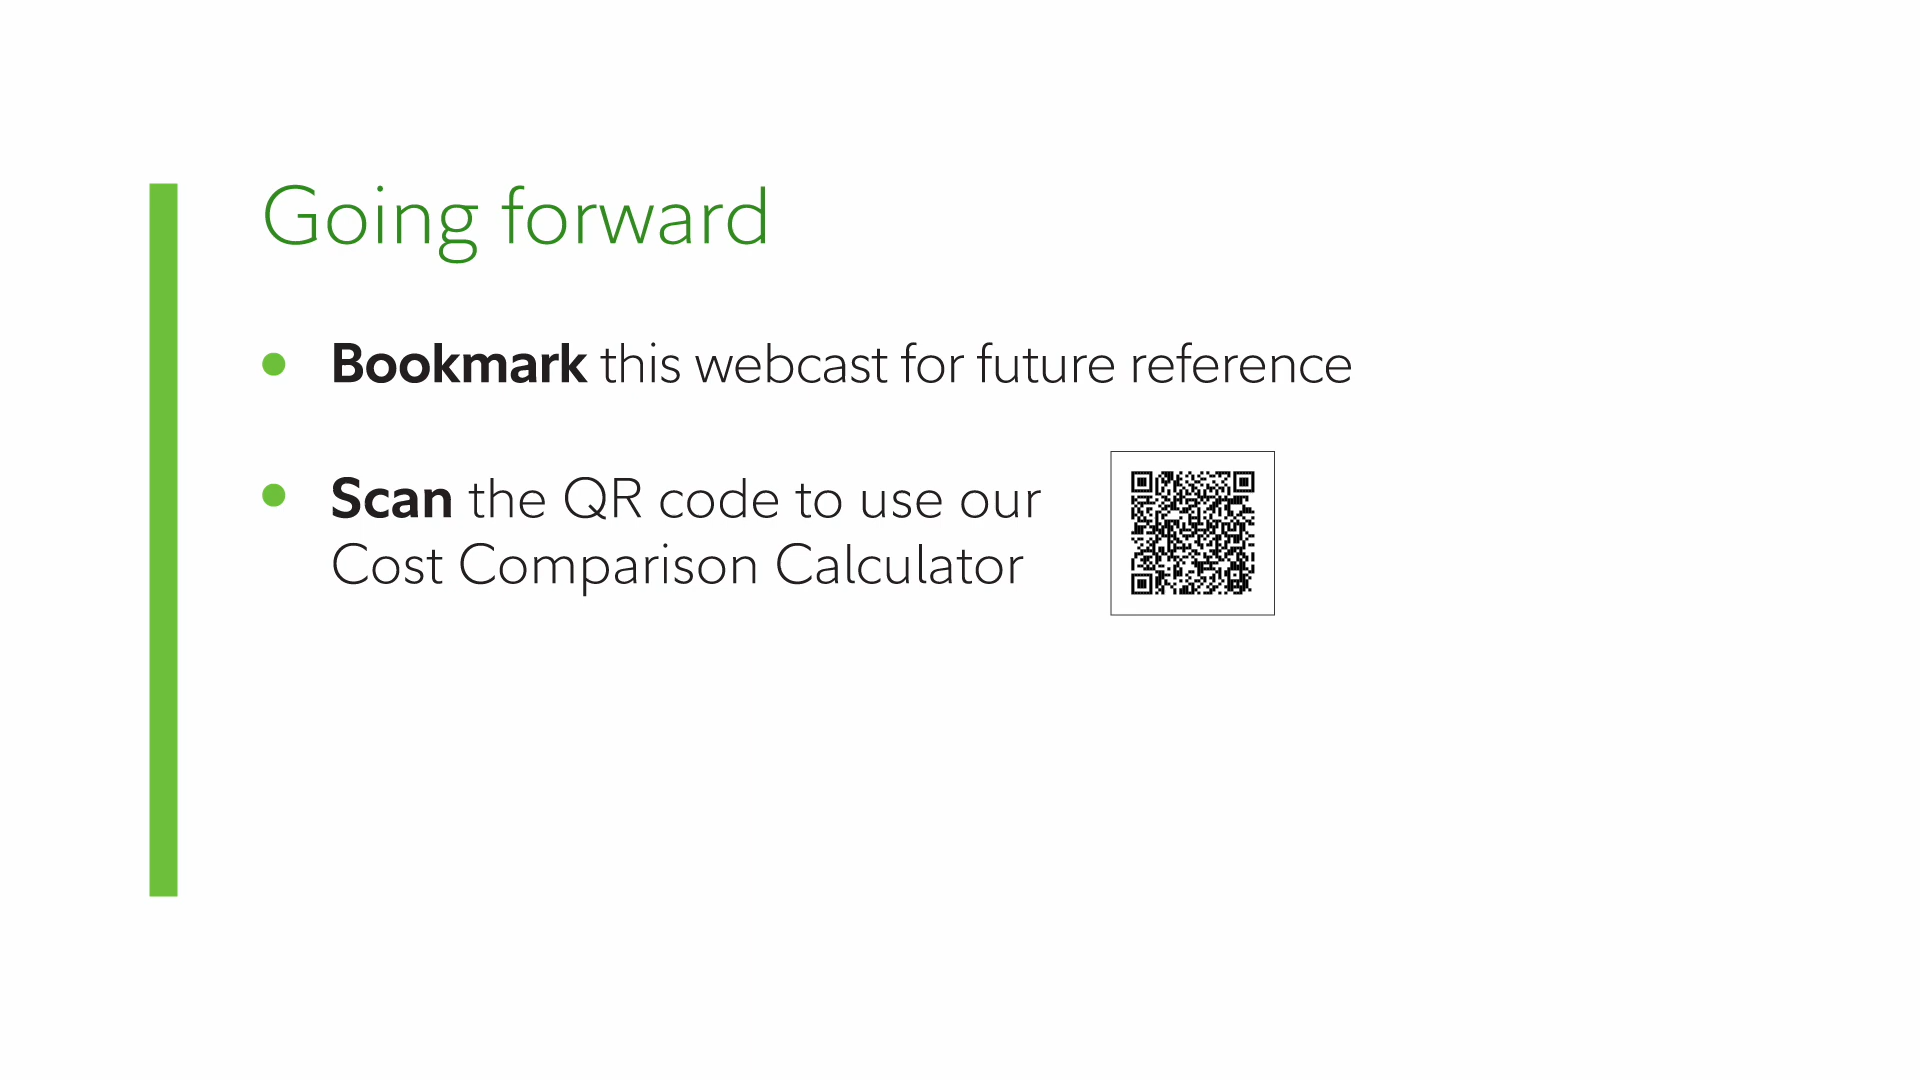 Going forward
Bookmark this webcast for future reference
Scan the QR code to use our
Cost Comparison Calculator